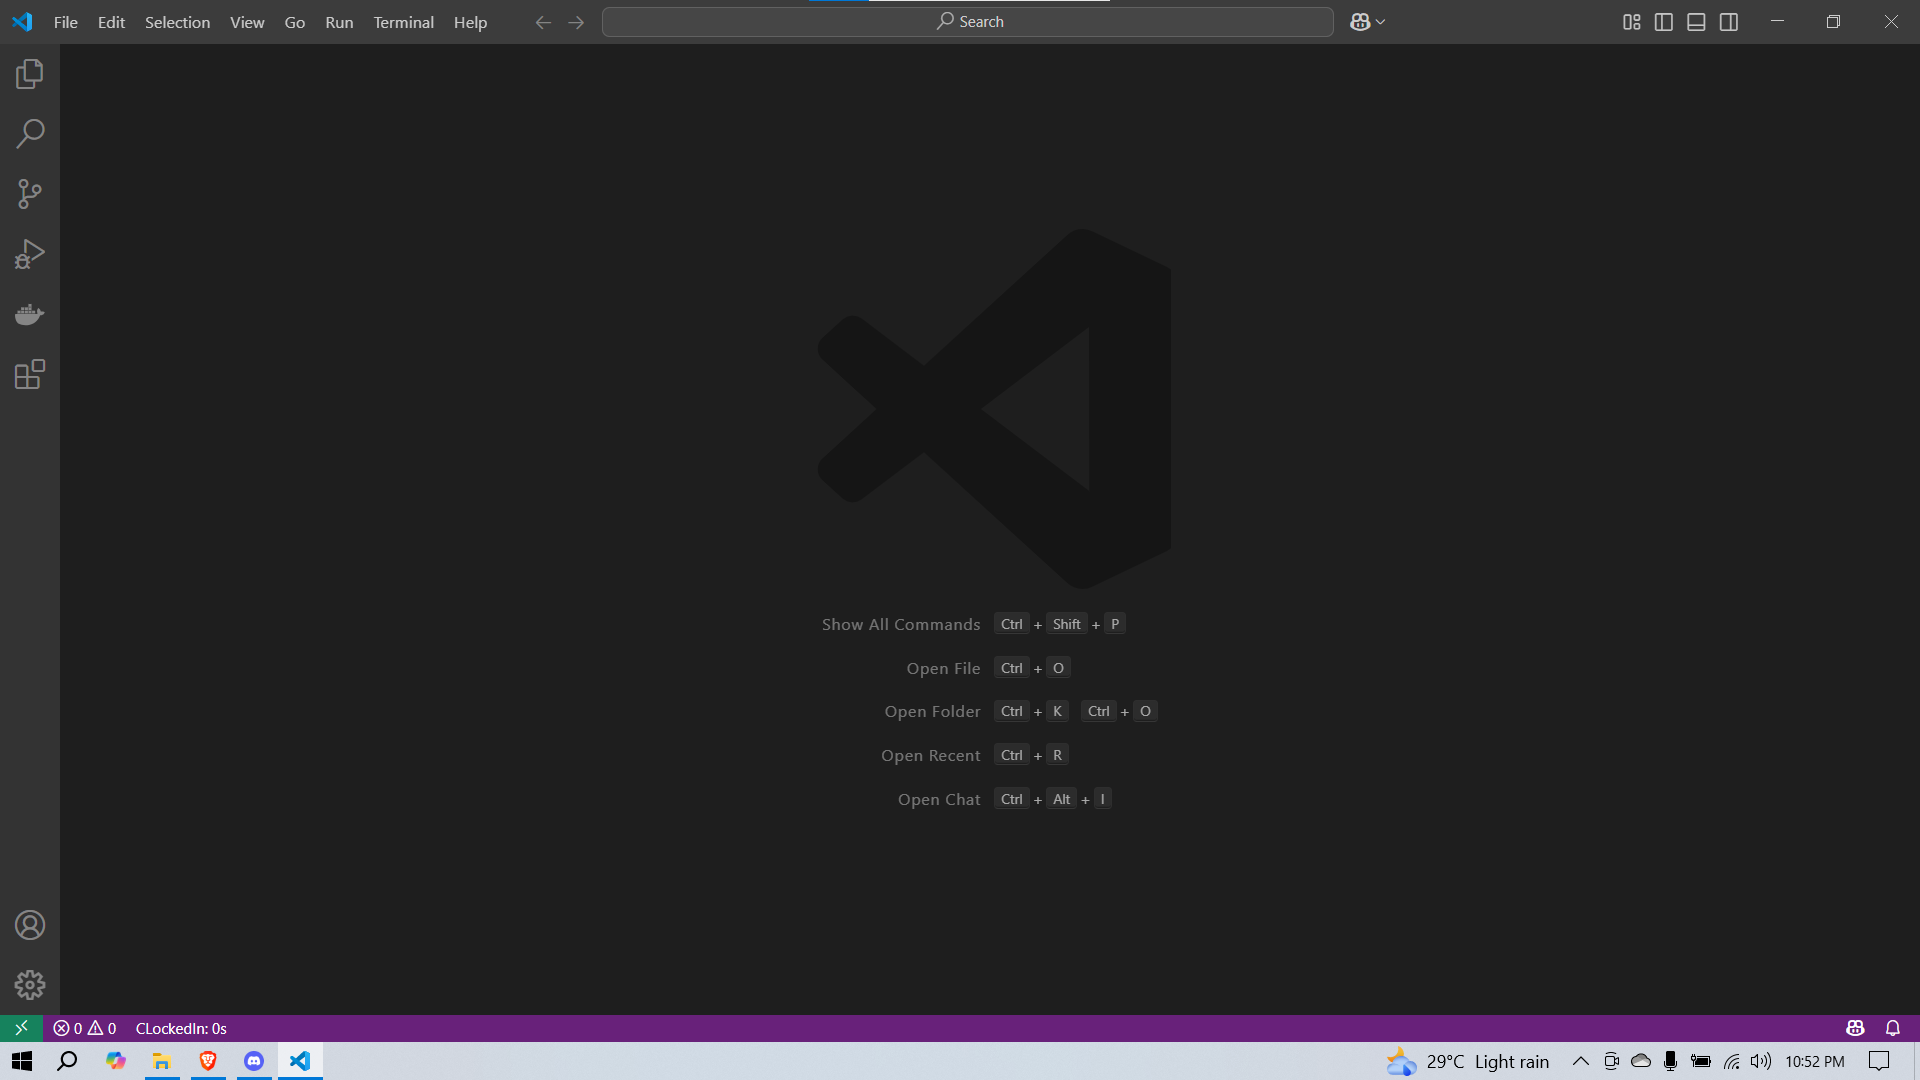 File Edit Selection View Go Run Terminal Help Search
Show All Commands Ctrl + Shift + P
Open File Ctrl + O
Open Folder Ctrl + K Ctrl + O
Open Recent Ctrl + R
Open Chat Ctrl + Alt + I
0 0 CLockedIn: 0s
29°C Light rain 10:52 PM